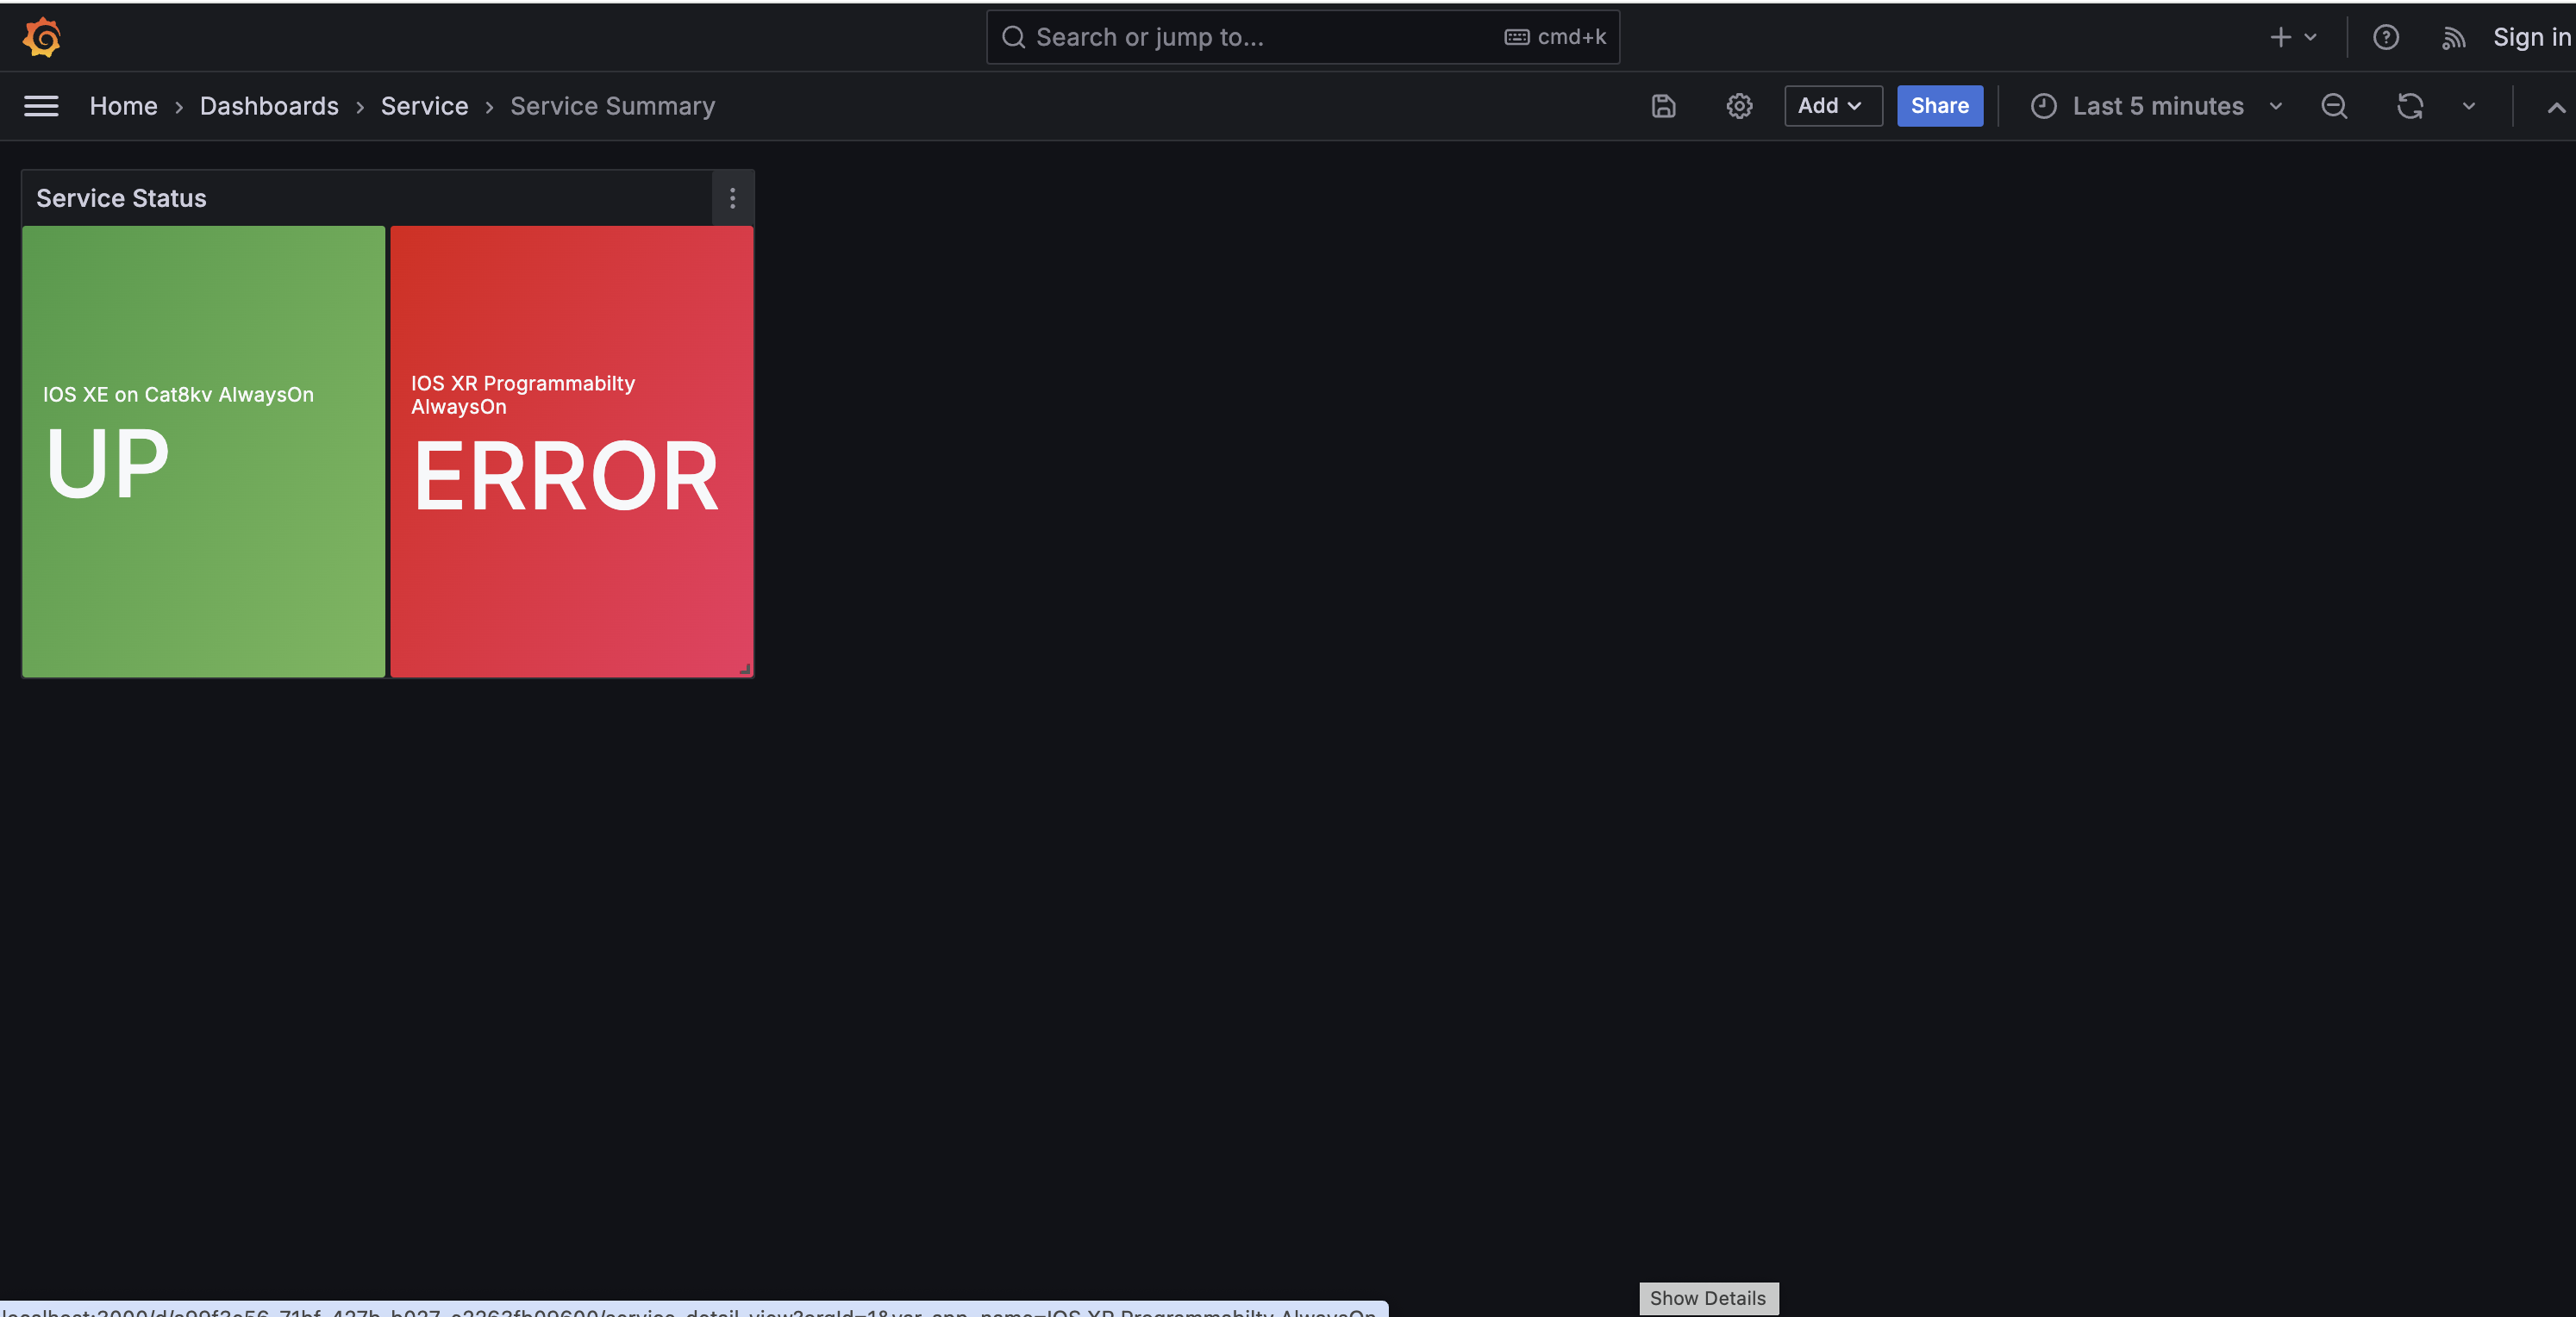 Search or jump to...
cmd+k
Sign in
Home › Dashboards › Service › Service Summary
Add
Share
Last 5 minutes
Service Status
IOS XE on Cat8kv AlwaysOn
UP
IOS XR Programmabilty
AlwaysOn
ERROR
Show Details